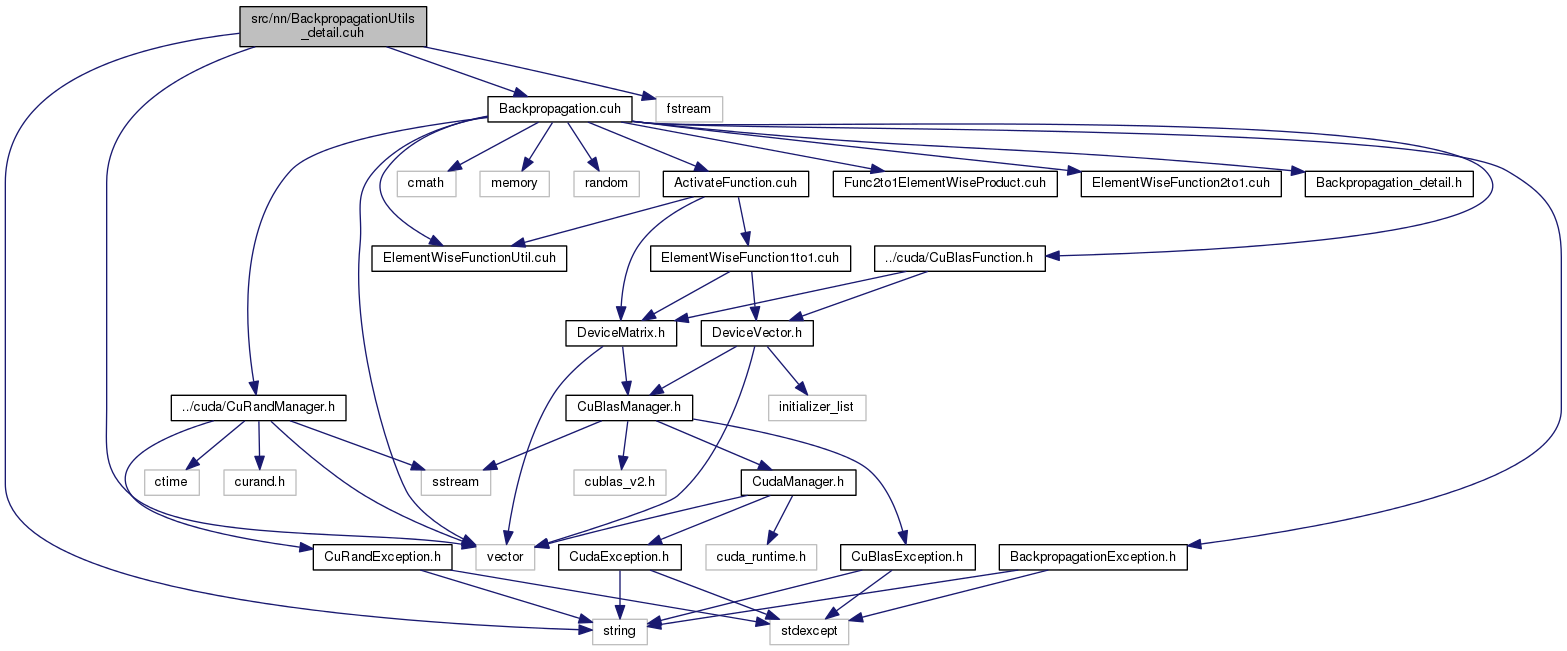 src/nn/BackpropagationUtils
_detail.cuh
Backpropagation.cuh
fstream
cmath
memory
random
ActivateFunction.cuh
Func2to1ElementWiseProduct.cuh
ElementWiseFunction2to1.cuh
Backpropagation_detail.h
ElementWiseFunctionUtil.cuh
ElementWiseFunction1to1.cuh
../cuda/CuBlasFunction.h
DeviceMatrix.h
DeviceVector.h
../cuda/CuRandManager.h
CuBlasManager.h
initializer_list
ctime
curand.h
sstream
cublas_v2.h
CudaManager.h
CuRandException.h
vector
CudaException.h
cuda_runtime.h
CuBlasException.h
BackpropagationException.h
string
stdexcept